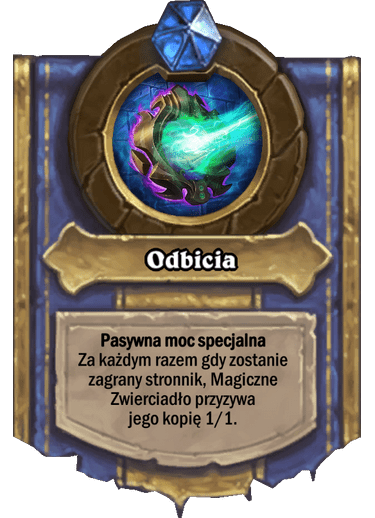 Odbicia
Pasywna moc specjalna
Za każdym razem gdy zostanie
zagrany stronnik, Magiczne
Zwierciadło przyzywa
jego kopię 1/1.